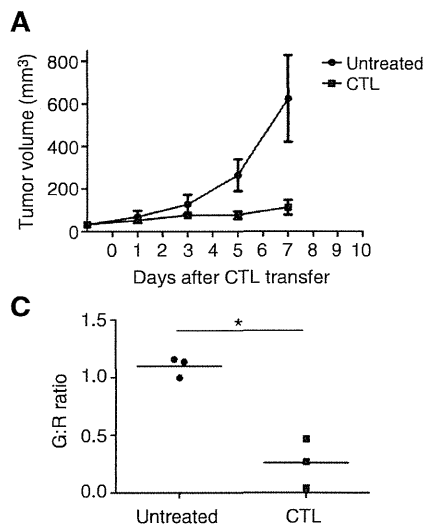 A
Tumor volume (mm³)
800
600
400
200
0
Untreated
CTL
0 1 2 3 4 5 6 7 8 9 10
Days after CTL transfer
C
G:R ratio
1.5
1.0
0.5
0.0
*
Untreated CTL